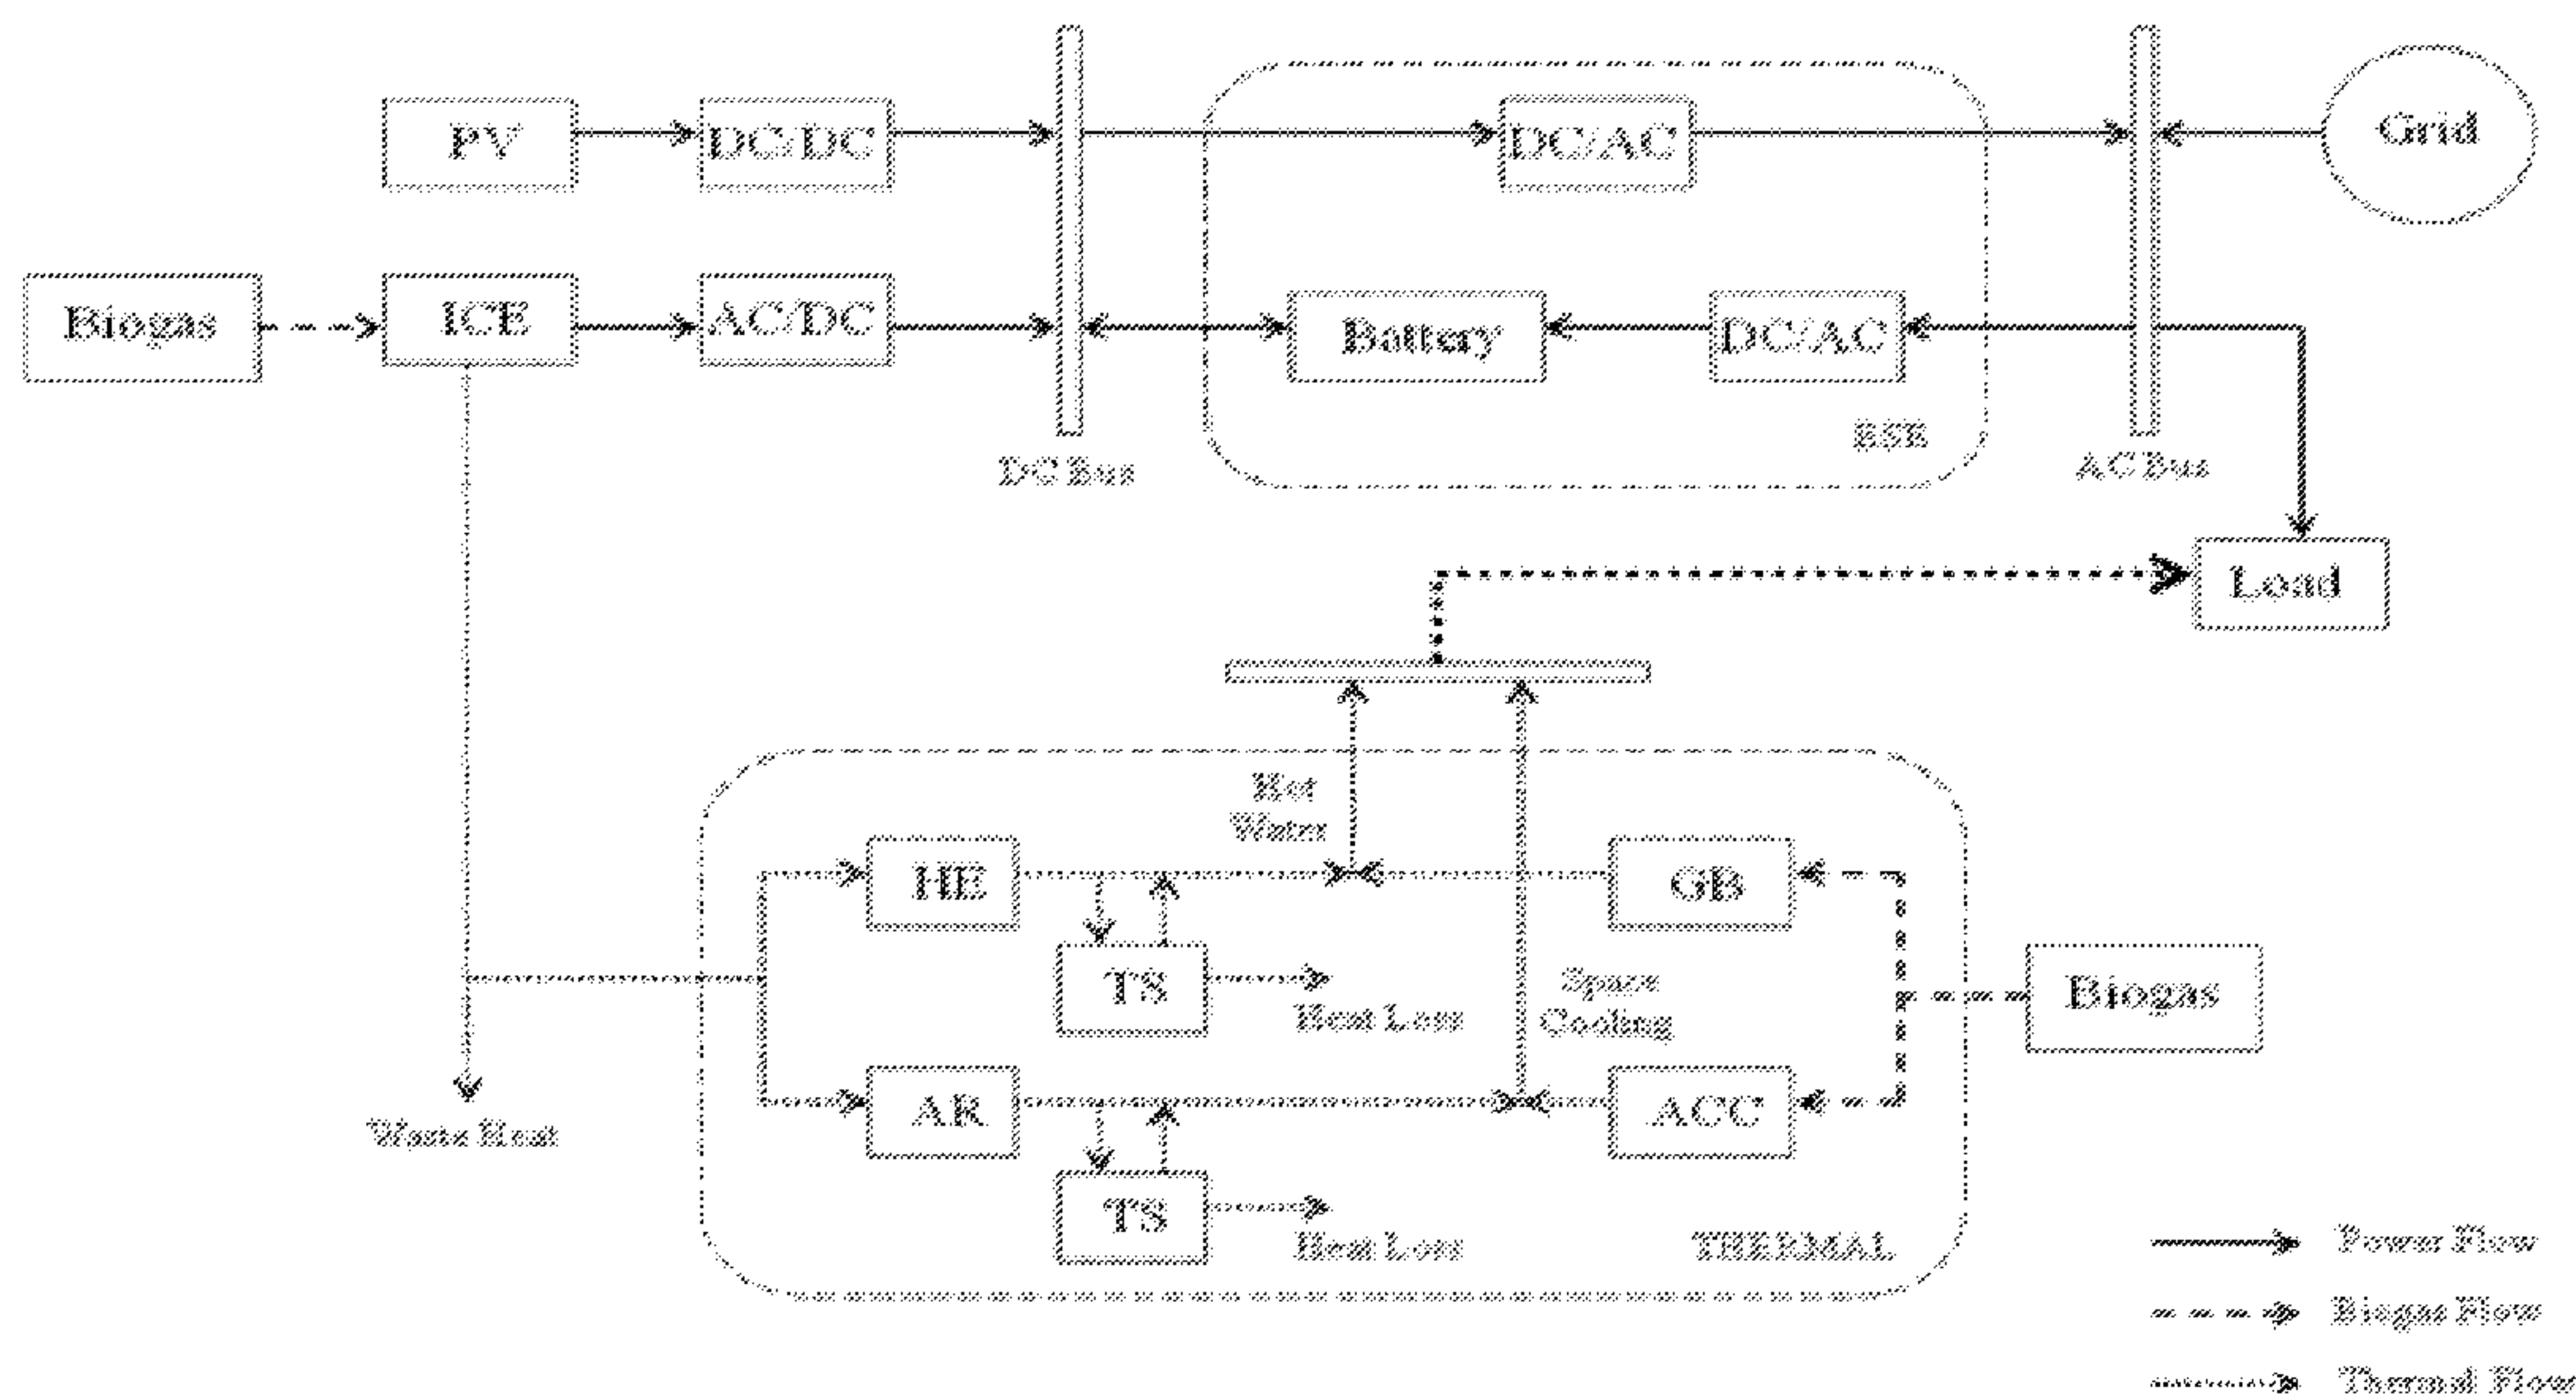 PV
DC/DC
DC/AC
Grid
Biogas
ICE
AC/DC
Battery
DC/AC
DC Bus
AC Bus
Load
Hot
Water
HE
GB
TS
Heat Loss
Space
Cooling
Biogas
AR
ACC
Waste Heat
TS
Heat Loss
THERMAL
Power Flow
Biogas Flow
Thermal Flow